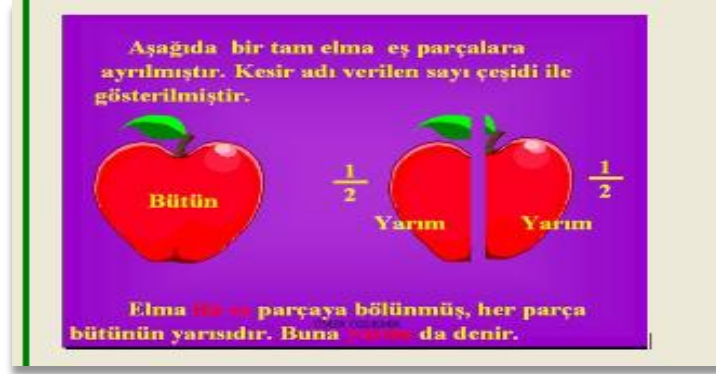 Aşağıda bir tam elma eş parçalara
ayrılmıştır. Kesir adı verilen sayı çeşidi ile
gösterilmiştir.
Bütün
1
2
Yarım
Yarım
1
2
Elma iki eş parçaya bölünmüş, her parça
bütünün yarısıdır. Buna yarım da denir.